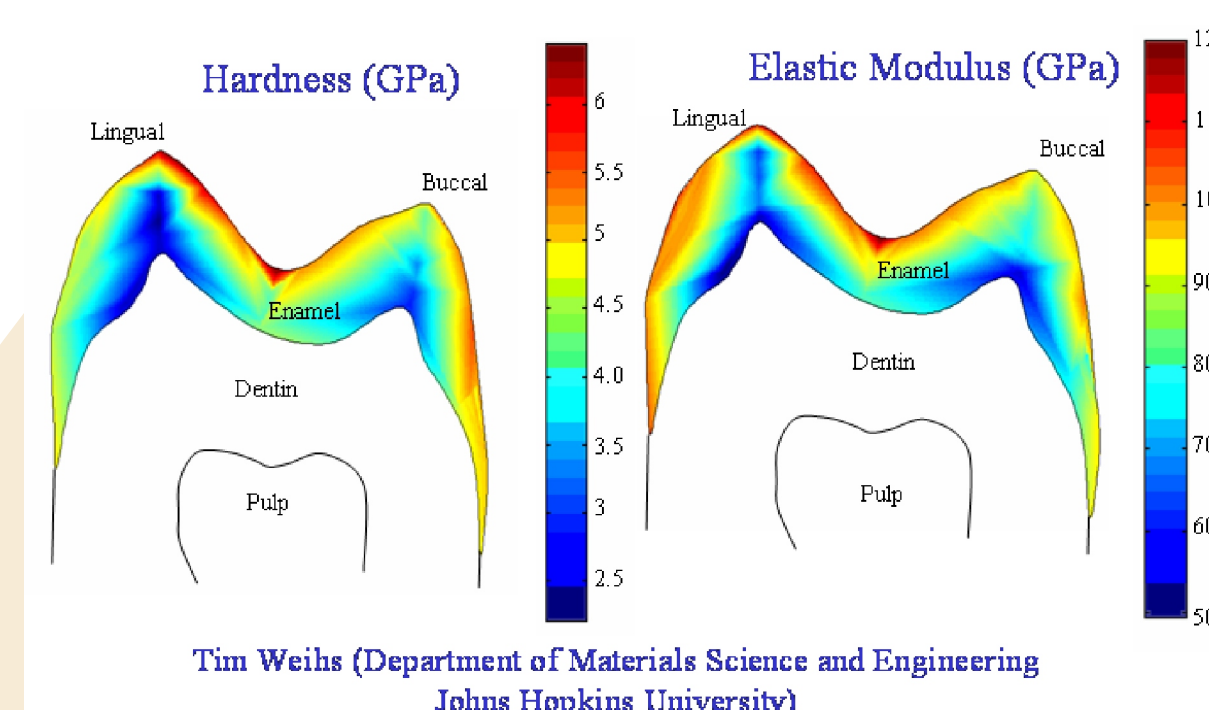 Hardness (GPa)
Lingual
Buccal
Enamel
Dentin
Pulp
6
5.5
5
4.5
4.0
3.5
3
2.5
Elastic Modulus (GPa)
Lingual
Buccal
Enamel
Dentin
Pulp
90
80
70
60
50
Tim Weihs (Department of Materials Science and Engineering
Johns Hopkins University)